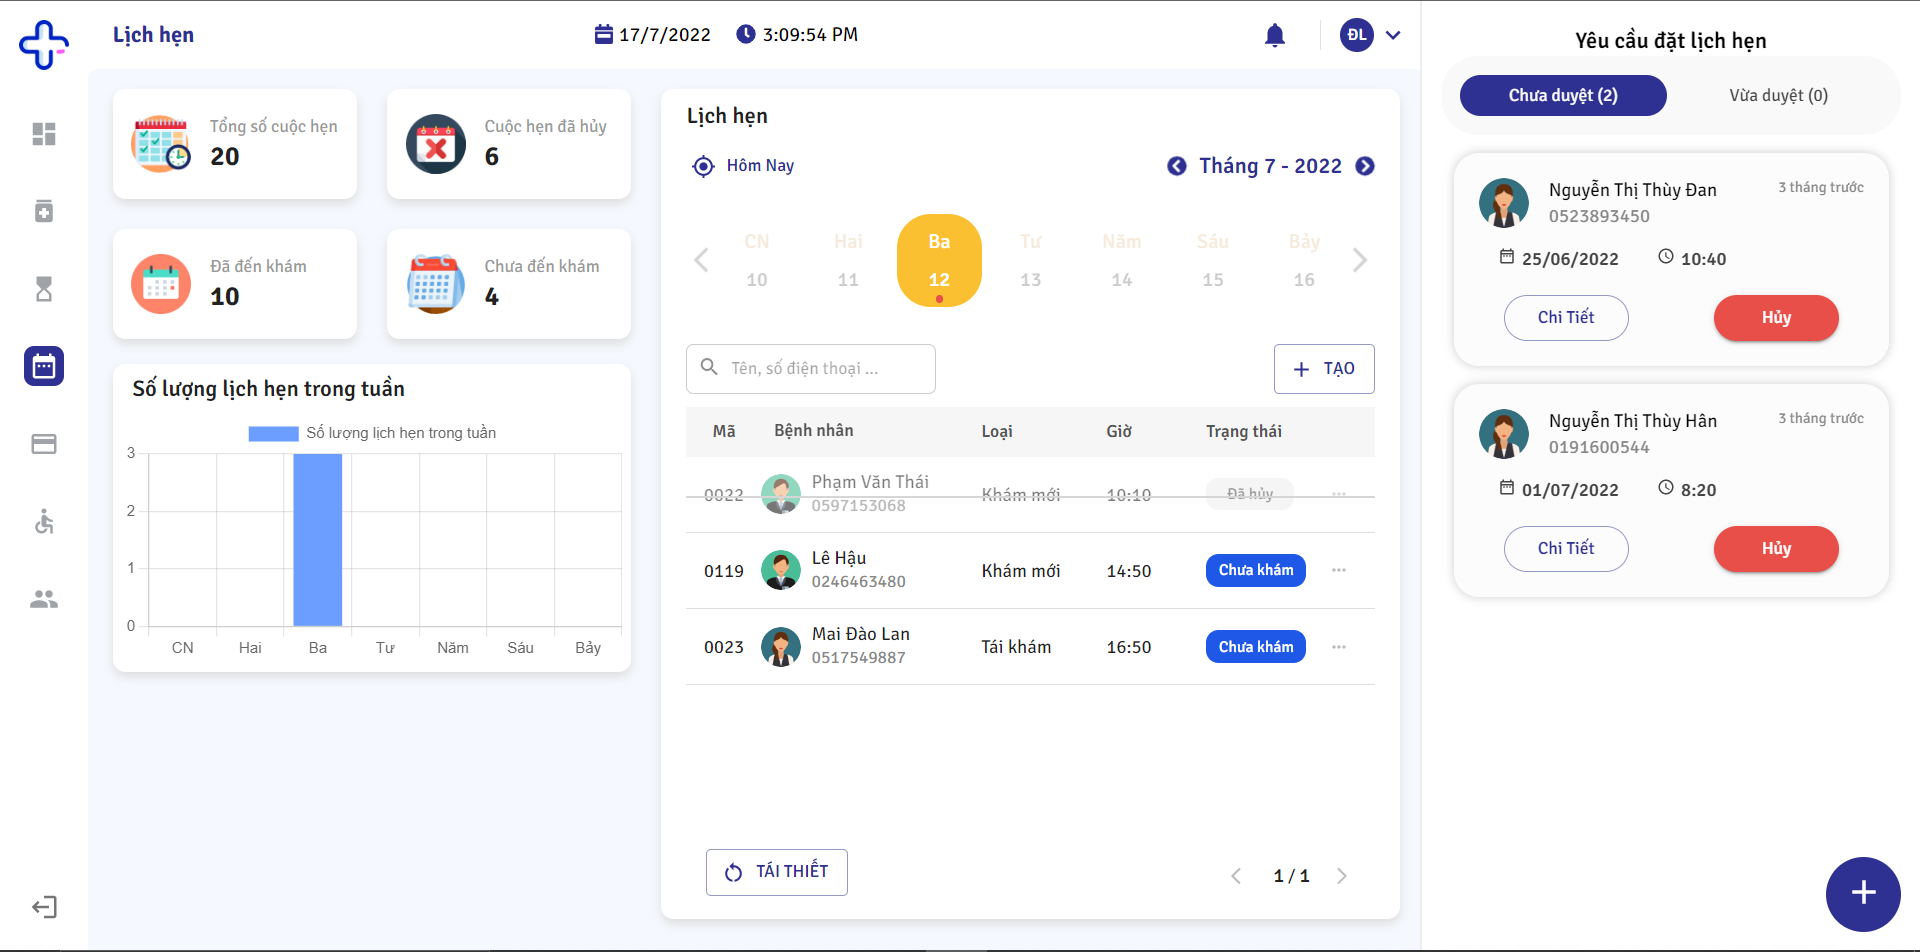 Lịch hẹn
17/7/2022
3:09:54 PM
ĐL
Tổng số cuộc hẹn
20
Cuộc hẹn đã hủy
6
Đã đến khám
10
Chưa đến khám
4
Số lượng lịch hẹn trong tuần
Số lượng lịch hẹn trong tuần
3
2
1
0
CN Hai Ba Tư Năm Sáu Bảy
Lịch hẹn
Hôm Nay
Tháng 7 - 2022
CN Hai Ba Tư Năm Sáu Bảy
10 11 12 13 14 15 16
Tên, số điện thoại ...
TẠO
Mã Bệnh nhân Loại Giờ Trạng thái
0022 Phạm Văn Thái Khám mới 10:10 Đã hủy
0597153068
0119 Lê Hậu Khám mới 14:50 Chưa khám
0246463480
0023 Mai Đào Lan Tái khám 16:50 Chưa khám
0517549887
TÁI THIẾT
1 / 1
Yêu cầu đặt lịch hẹn
Chưa duyệt (2)
Vừa duyệt (0)
Nguyễn Thị Thùy Đan
3 tháng trước
0523893450
25/06/2022
10:40
Chi Tiết
Hủy
Nguyễn Thị Thùy Hân
3 tháng trước
0191600544
01/07/2022
8:20
Chi Tiết
Hủy